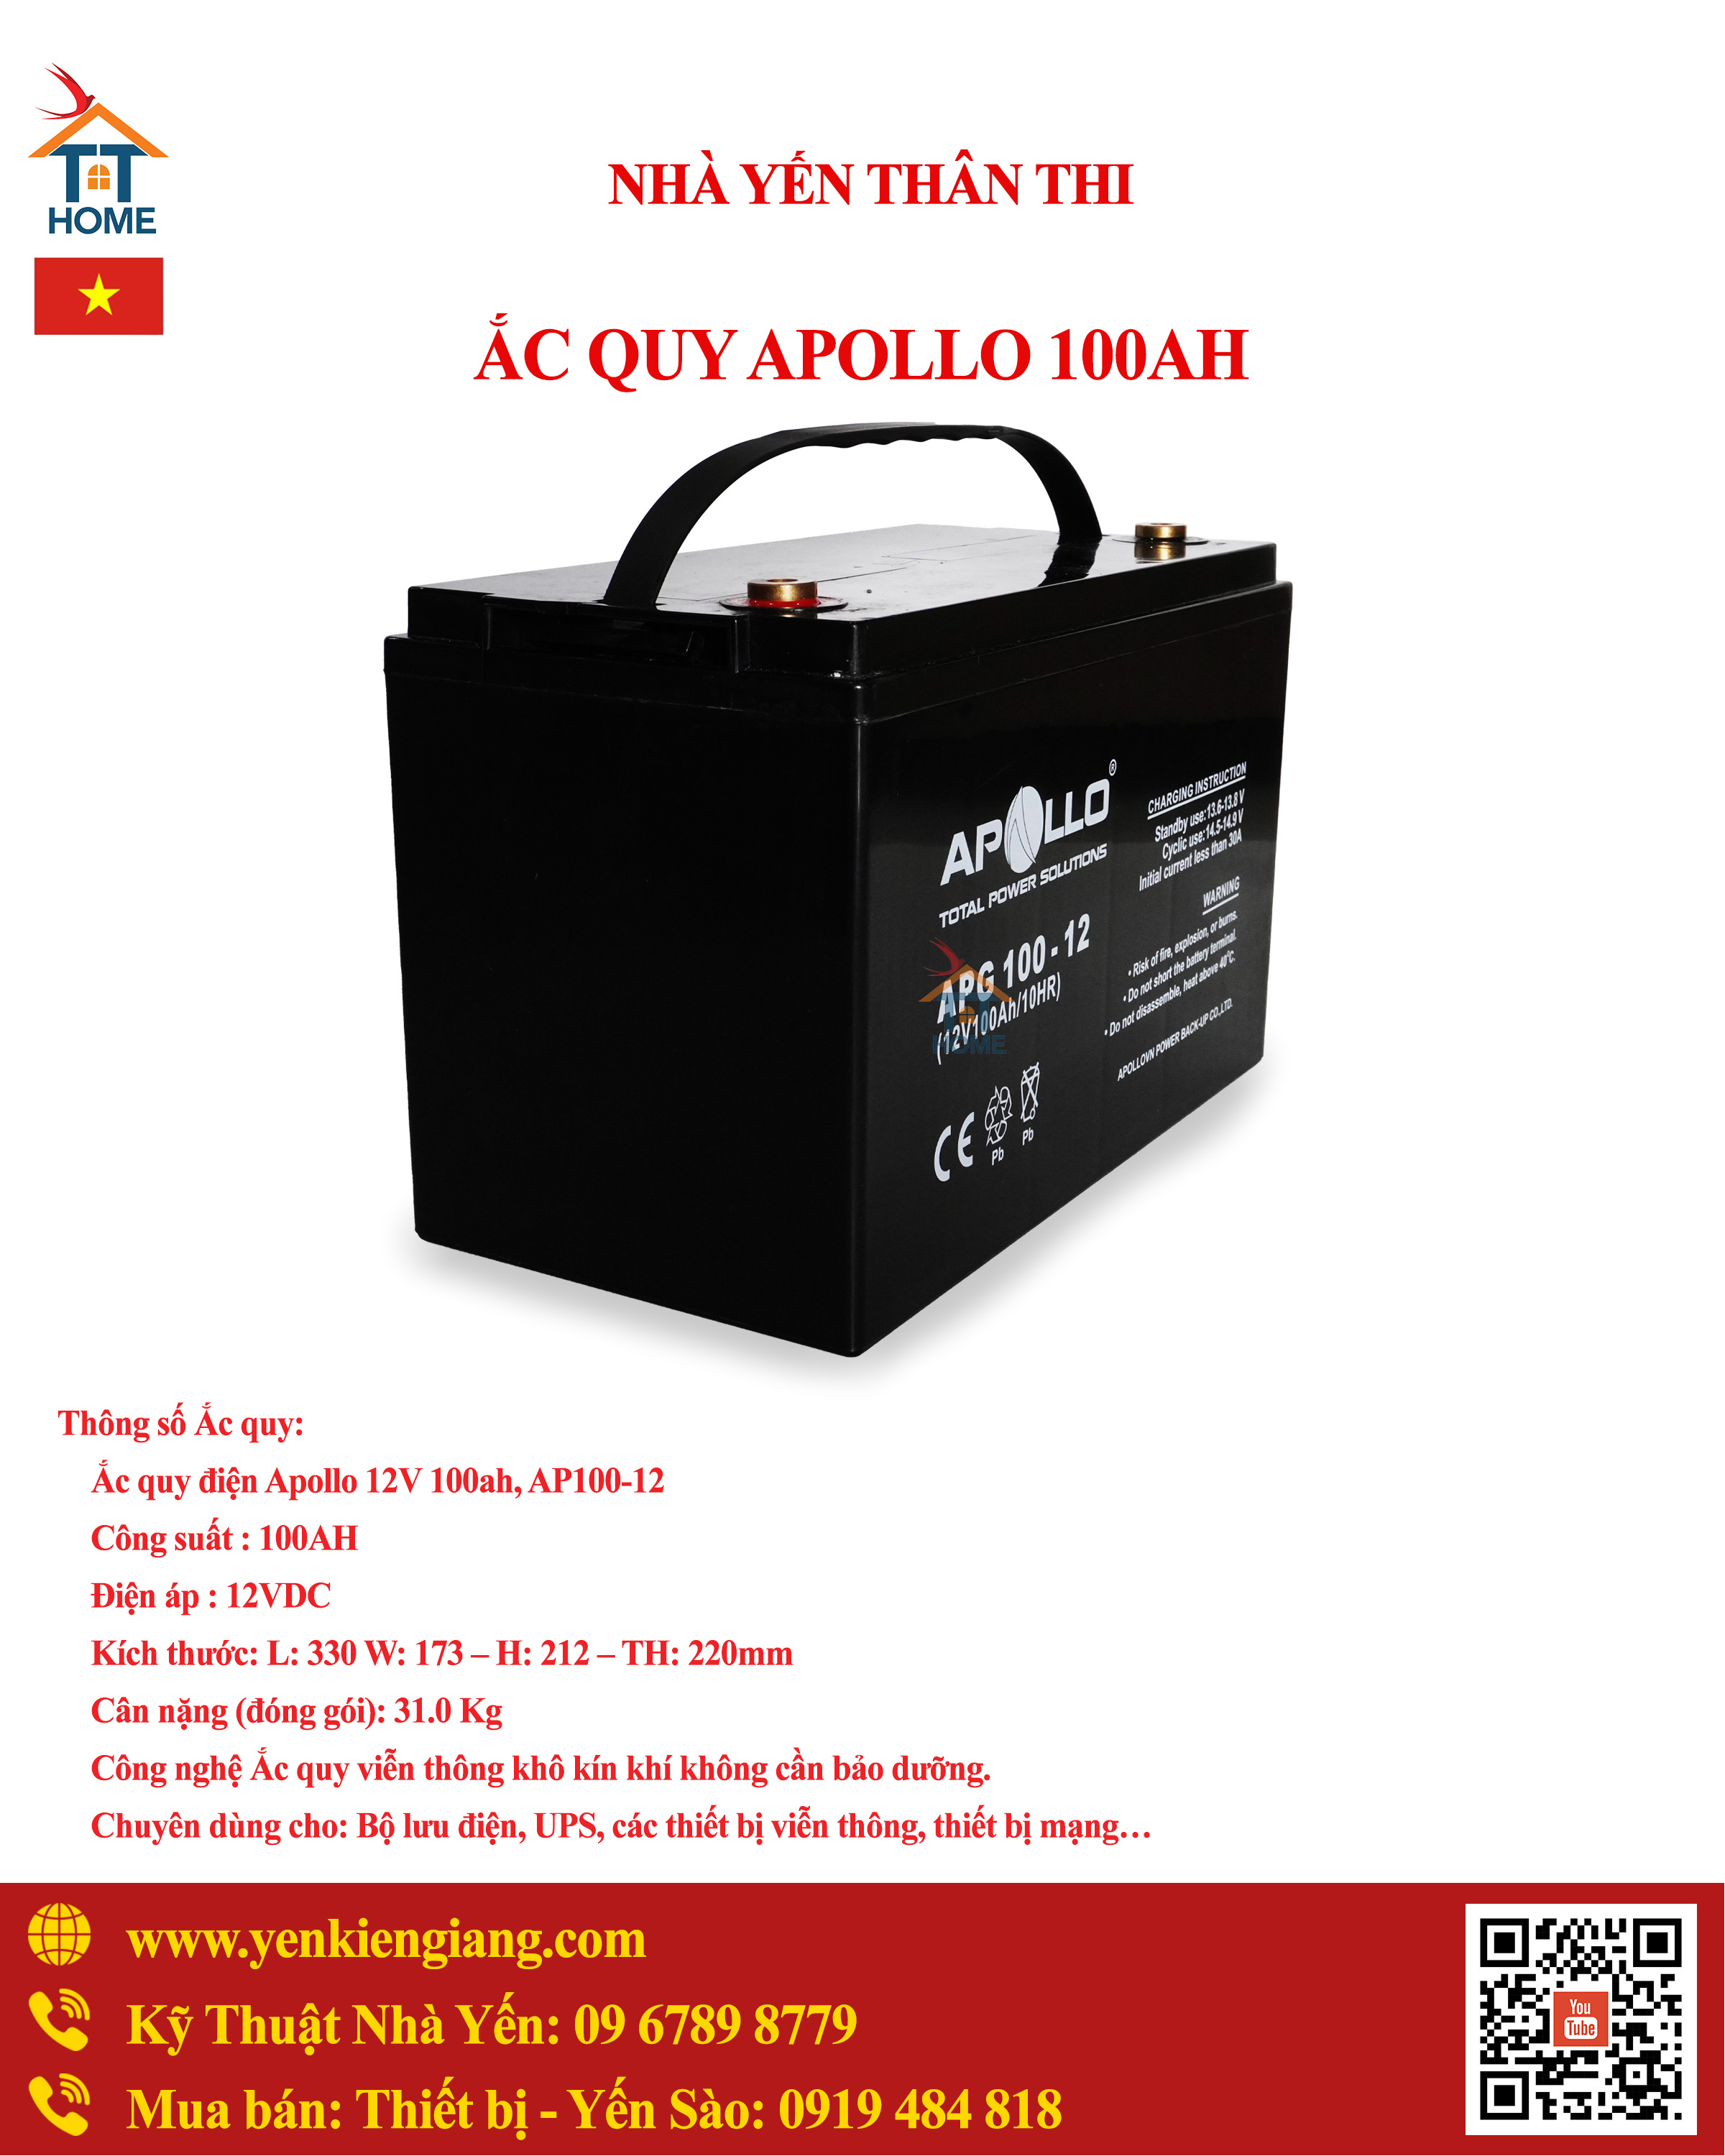 TT
HOME
NHÀ YẾN THÂN THI
ẮC QUY APOLLO 100AH
APOLLO®
TOTAL POWER SOLUTIONS
APG 100 - 12
(12V100Ah/10HR)
HOME
CE
Pb
Pb
CHARGING INSTRUCTION
Standby use:13.6-13.8 V
Cyclic use:14.5-14.9 V
Initial current less than 30A
WARNING
• Risk of fire, explosion, or burns.
• Do not short the battery terminal.
• Do not disassemble, heat above 40°C.
APOLLOVN POWER BACK-UP CO.,LTD.
Thông số Ắc quy:
Ắc quy điện Apollo 12V 100ah, AP100-12
Công suất : 100AH
Điện áp : 12VDC
Kích thước: L: 330 W: 173 – H: 212 – TH: 220mm
Cân nặng (đóng gói): 31.0 Kg
Công nghệ Ắc quy viễn thông khô kín khí không cần bảo dưỡng.
Chuyên dùng cho: Bộ lưu điện, UPS, các thiết bị viễn thông, thiết bị mạng…
www.yenkiengiang.com
Kỹ Thuật Nhà Yến: 09 6789 8779
Mua bán: Thiết bị - Yến Sào: 0919 484 818
You
Tube